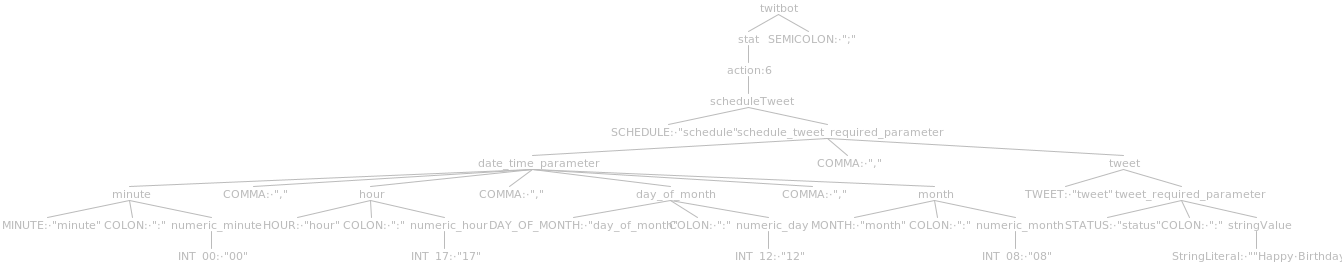 twitbot
stat SEMICOLON:·";"
action:6
scheduleTweet
SCHEDULE:·"schedule" schedule_tweet_required_parameter
date_time_parameter COMMA:·"," tweet
minute COMMA:·"," hour COMMA:·"," day_of_month COMMA:·"," month TWEET:·"tweet" tweet_required_parameter
MINUTE:·"minute" COLON:·":" numeric_minute HOUR:·"hour" COLON:·":" numeric_hour DAY_OF_MONTH:·"day_of_month" COLON:·":" numeric_day MONTH:·"month" COLON:·":" numeric_month STATUS:·"status" COLON:·":" stringValue
INT_00:·"00" INT_17:·"17" INT_12:·"12" INT_08:·"08" StringLiteral:·""Happy·Birthday